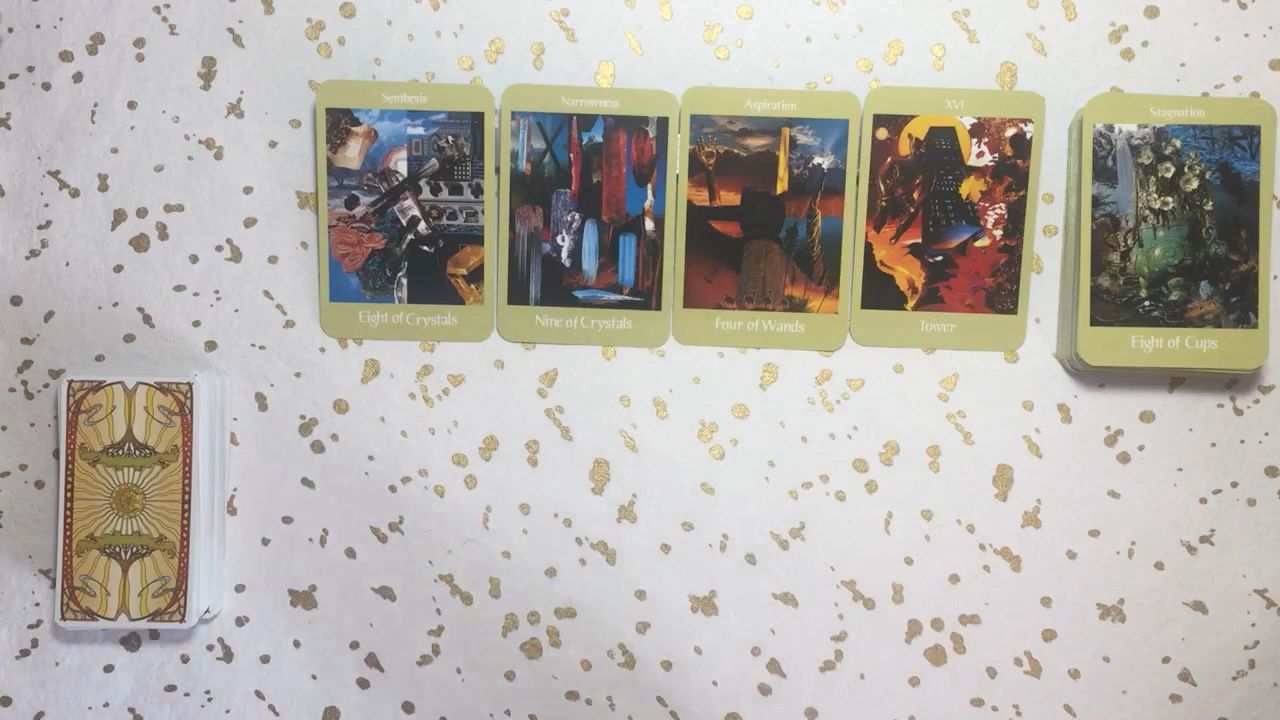 Synthesis
Eight of Crystals
Narrowness
Nine of Crystals
Aspiration
Four of Wands
XVI
Tower
Stagnation
Eight of Cups